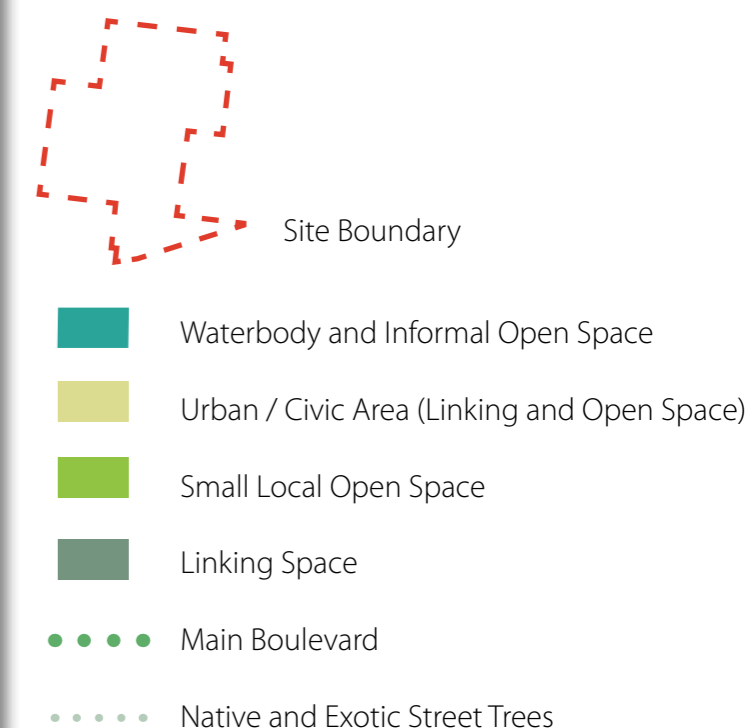 Site Boundary
Waterbody and Informal Open Space
Urban / Civic Area (Linking and Open Space)
Small Local Open Space
Linking Space
Main Boulevard
Native and Exotic Street Trees